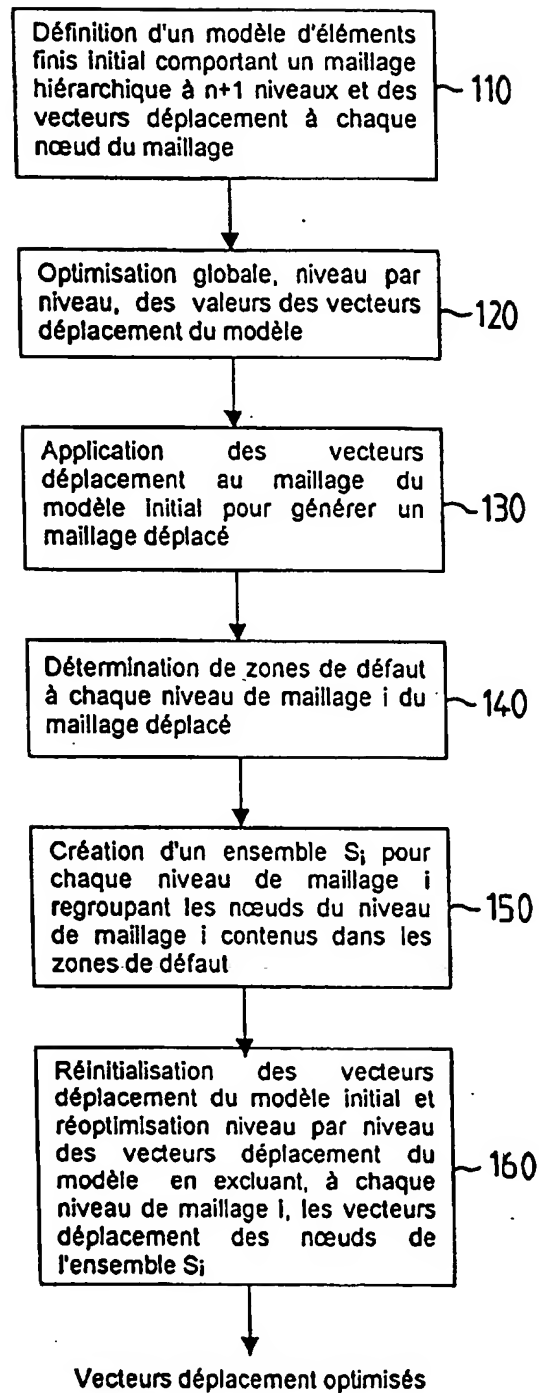 Définition d'un modèle d'éléments
finis initial comportant un maillage
hiérarchique à n+1 niveaux et des
vecteurs déplacement à chaque
nœud du maillage
110
Optimisation globale, niveau par
niveau, des valeurs des vecteurs
déplacement du modèle
120
Application des vecteurs
déplacement au maillage du
modèle initial pour générer un
maillage déplacé
130
Détermination de zones de défaut
à chaque niveau de maillage i du
maillage déplacé
140
Création d'un ensemble Si pour
chaque niveau de maillage i
regroupant les nœuds du niveau
de maillage i contenus dans les
zones de défaut
150
Réinitialisation des vecteurs
déplacement du modèle initial et
réoptimisation niveau par niveau
des vecteurs déplacement du
modèle en excluant, à chaque
niveau de maillage i, les vecteurs
déplacement des nœuds de
l'ensemble Si
160
Vecteurs déplacement optimisés